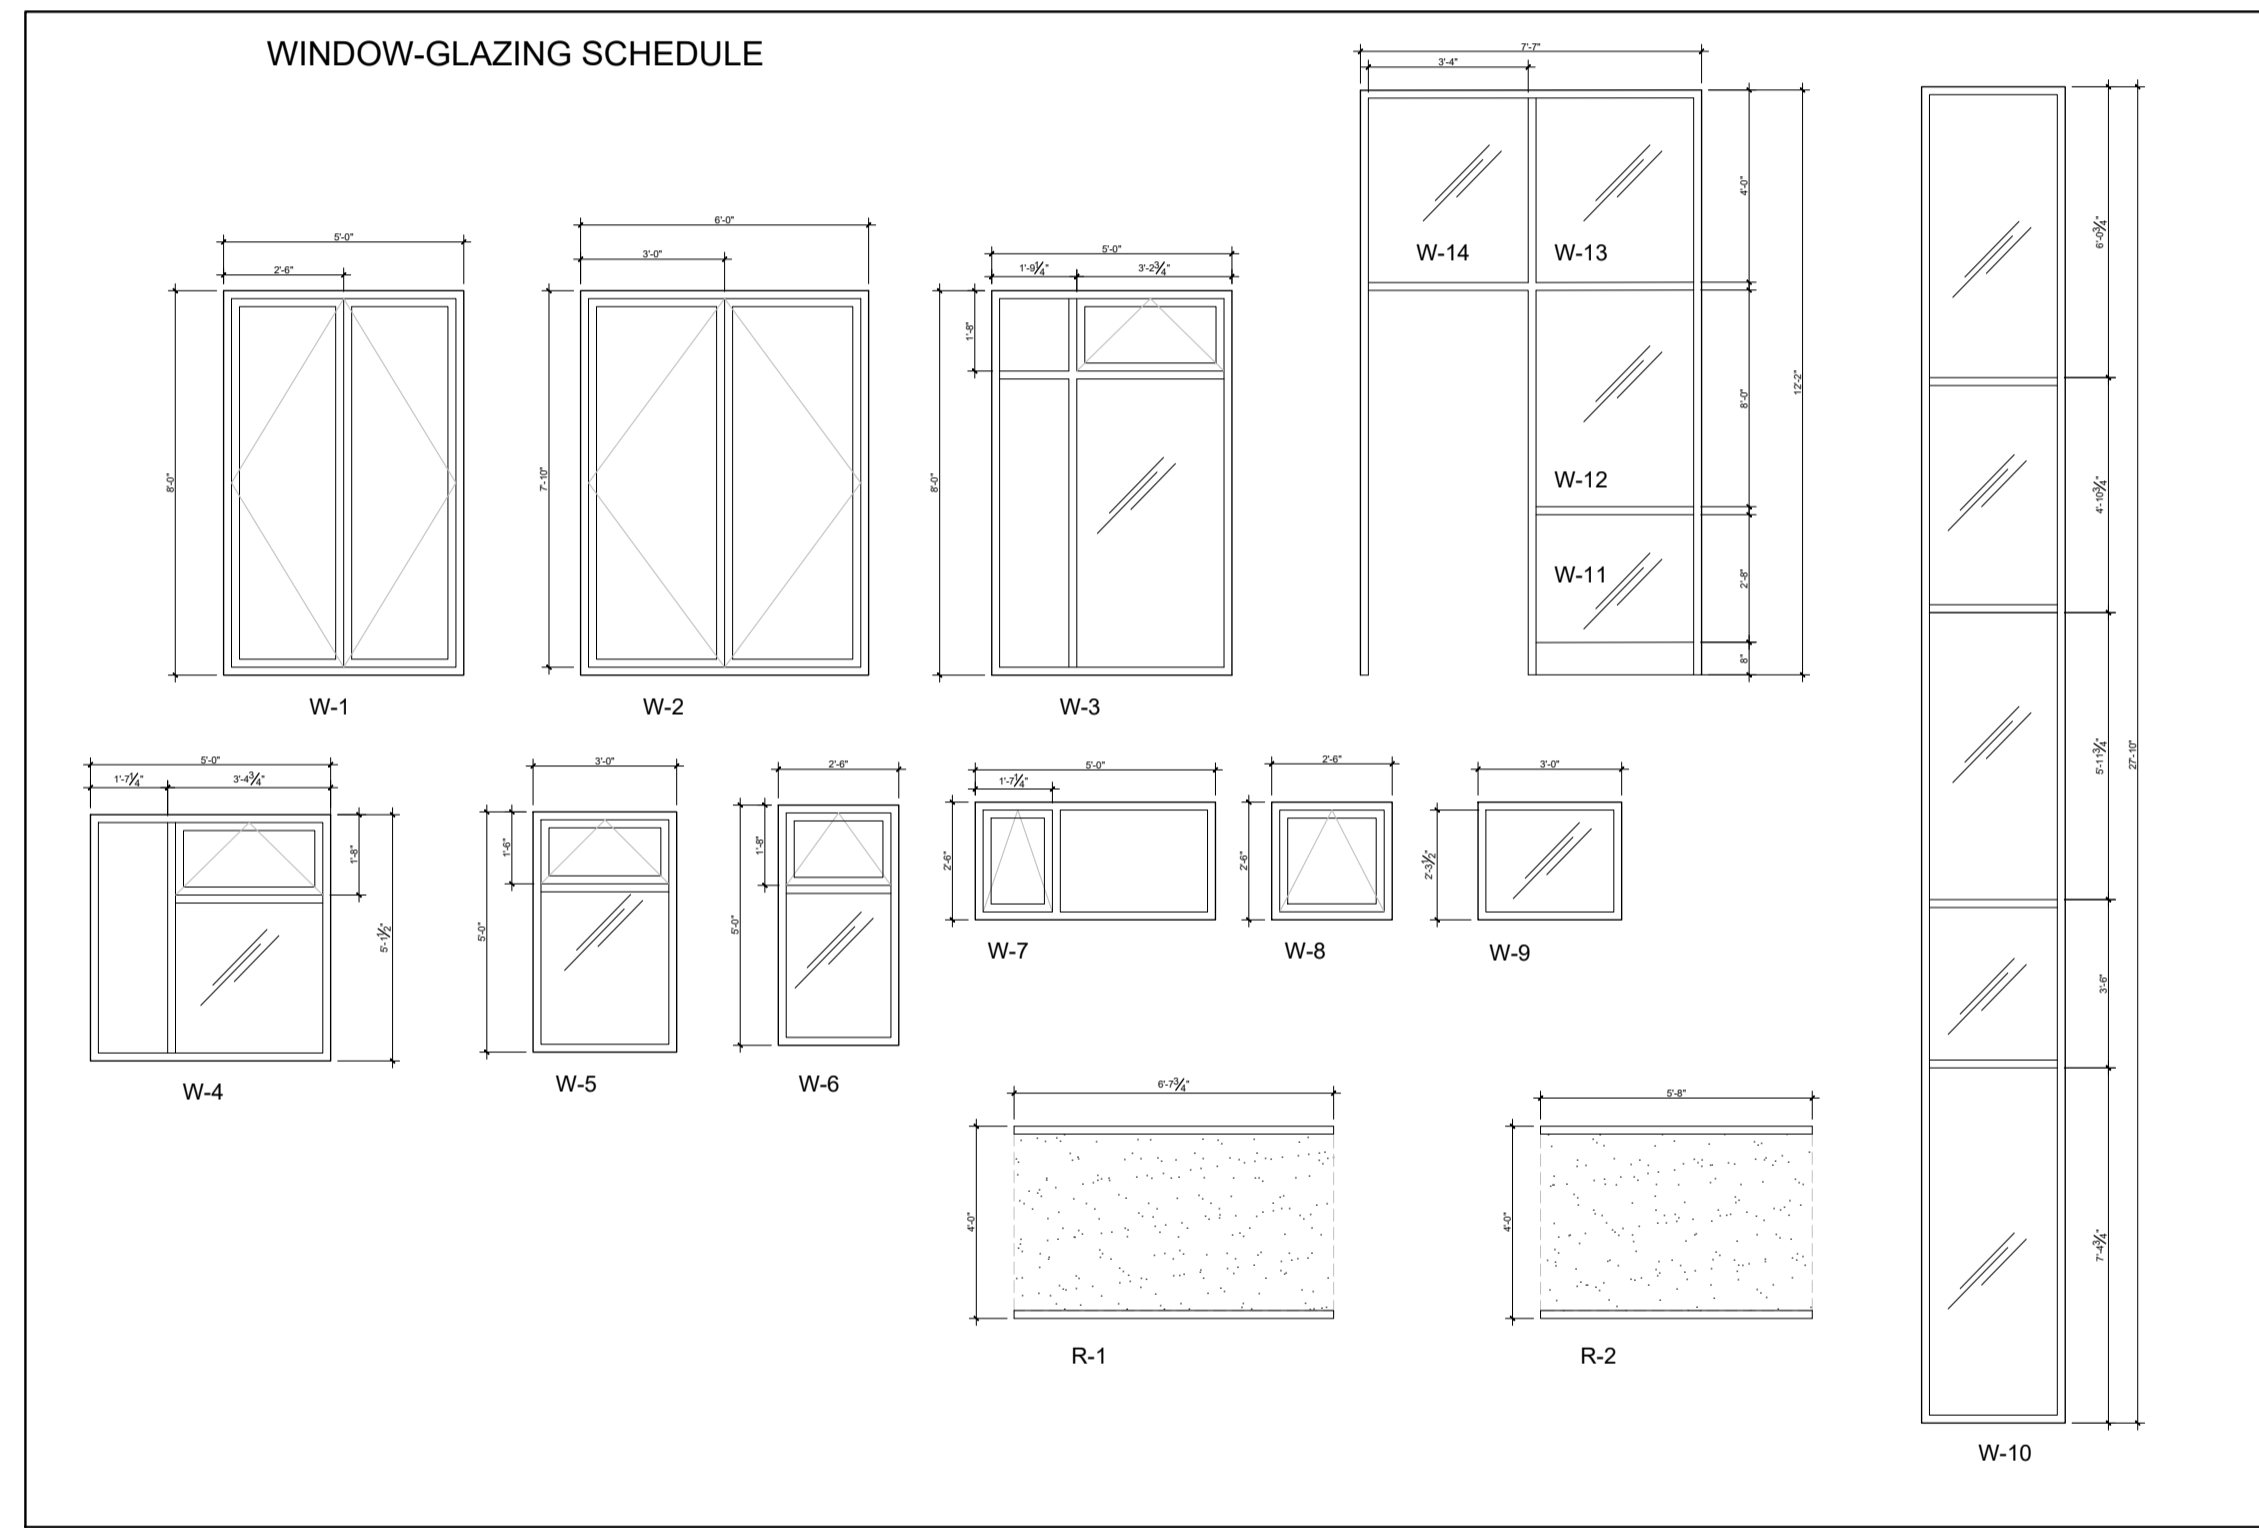 WINDOW-GLAZING SCHEDULE
5'-0"
2'-6"
8'-0"
W-1
6'-0"
3'-0"
7'-10"
W-2
5'-0"
1'-9¼"
3'-2¾"
1'-8"
8'-0"
W-3
7'-7"
3'-4"
W-14
W-13
W-12
W-11
4'-0"
8'-0"
2'-8"
8"
12'-2"
5'-0"
1'-7¼"
3'-4¾"
1'-8"
5'-1½"
W-4
3'-0"
1'-6"
5'-0"
W-5
2'-6"
1'-8"
5'-0"
W-6
5'-0"
1'-7¼"
2'-6"
W-7
2'-6"
2'-6"
W-8
3'-0"
2'-3½"
W-9
6'-7¾"
4'-0"
R-1
5'-8"
4'-0"
R-2
6'-0¾"
4'-10¾"
5'-11¾"
3'-6"
7'-4¾"
27'-10"
W-10